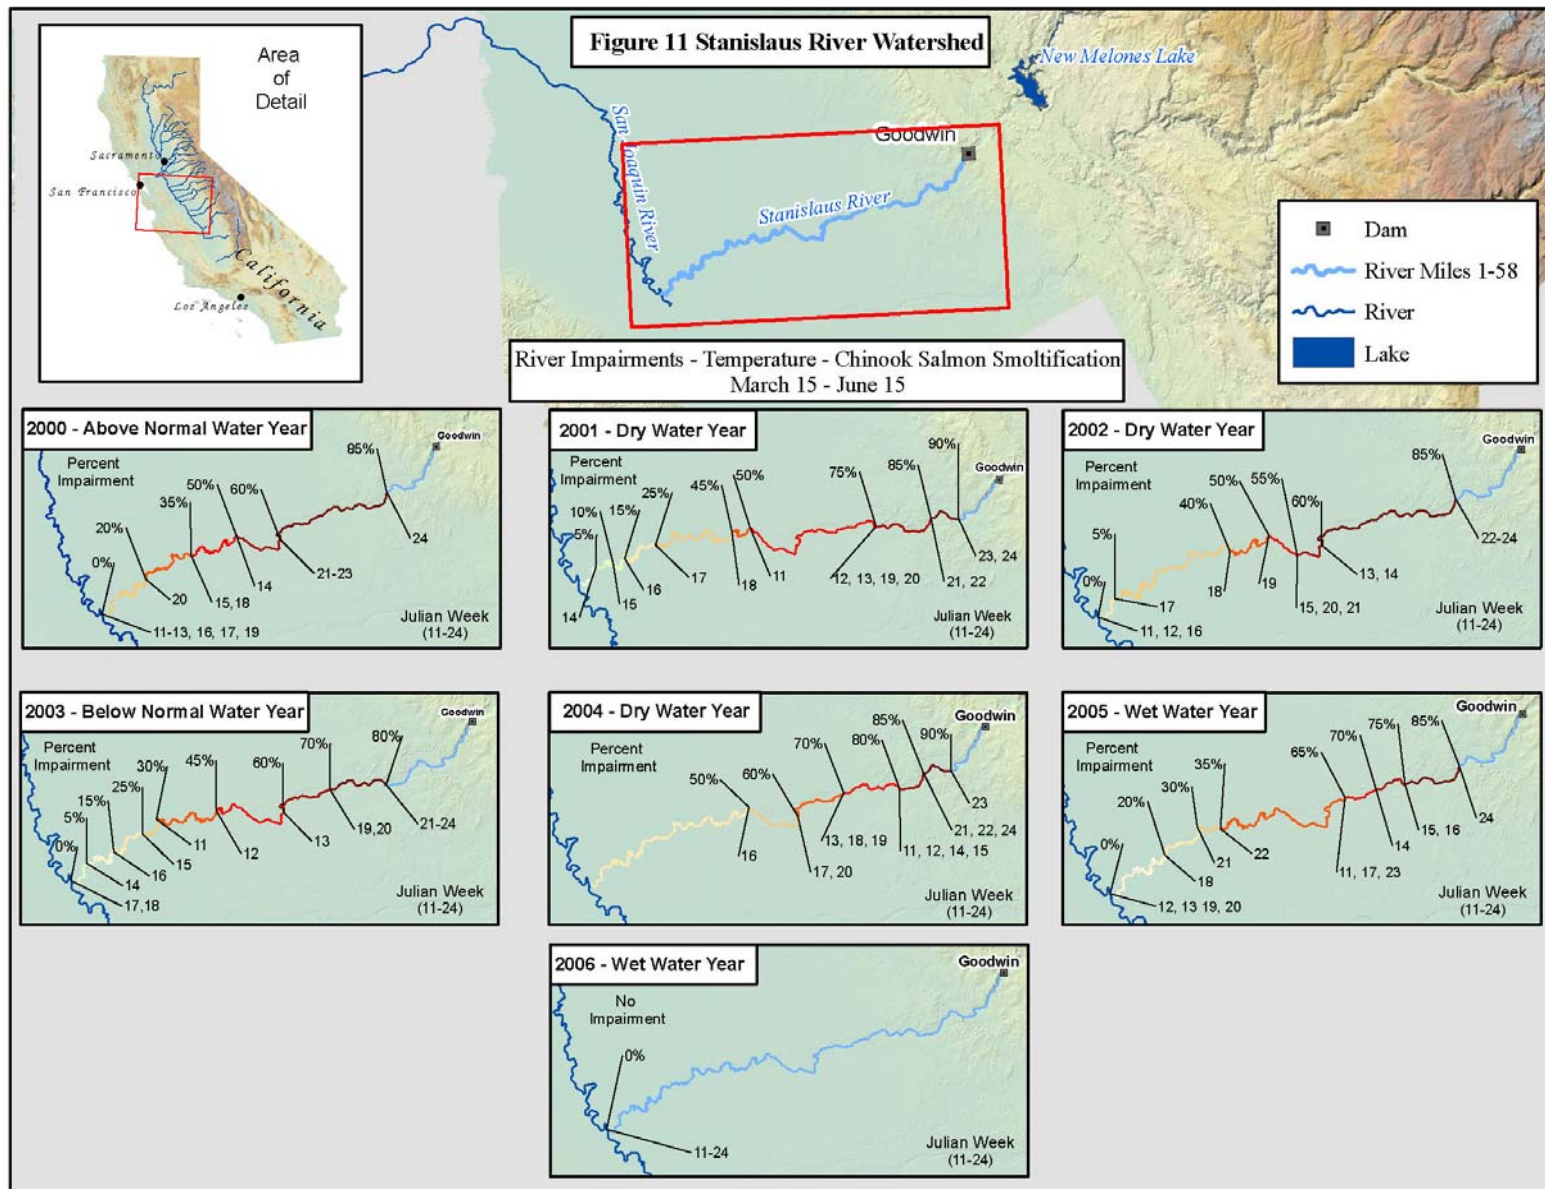 Figure 11 Stanislaus River Watershed
Area
of
Detail
Sacramento
San Francisco
California
Los Angeles
New Melones Lake
Goodwin
San Joaquin River
Stanislaus River
Dam
River Miles 1-58
River
Lake
River Impairments - Temperature - Chinook Salmon Smoltification
March 15 - June 15
2000 - Above Normal Water Year
Goodwin
Percent
Impairment
85%
60%
50%
35%
20%
0%
24
21-23
14
15, 18
20
11-13, 16, 17, 19
Julian Week
(11-24)
2001 - Dry Water Year
Goodwin
Percent
Impairment
90%
85%
75%
50%
45%
25%
15%
10%
5%
23, 24
21, 22
12, 13, 19, 20
11
18
17
16
15
14
Julian Week
(11-24)
2002 - Dry Water Year
Goodwin
Percent
Impairment
85%
60%
55%
50%
40%
5%
0%
22-24
13, 14
15, 20, 21
19
18
17
11, 12, 16
Julian Week
(11-24)
2003 - Below Normal Water Year
Goodwin
Percent
Impairment
80%
70%
60%
45%
30%
25%
15%
5%
0%
21-24
19,20
13
12
11
15
16
14
17,18
Julian Week
(11-24)
2004 - Dry Water Year
Goodwin
Percent
Impairment
90%
85%
80%
70%
60%
50%
23
21, 22, 24
11, 12, 14, 15
13, 18, 19
17, 20
16
Julian Week
(11-24)
2005 - Wet Water Year
Goodwin
Percent
Impairment
85%
75%
70%
65%
35%
30%
20%
0%
24
15, 16
14
11, 17, 23
22
21
18
12, 13 19, 20
Julian Week
(11-24)
2006 - Wet Water Year
Goodwin
No
Impairment
0%
11-24
Julian Week
(11-24)